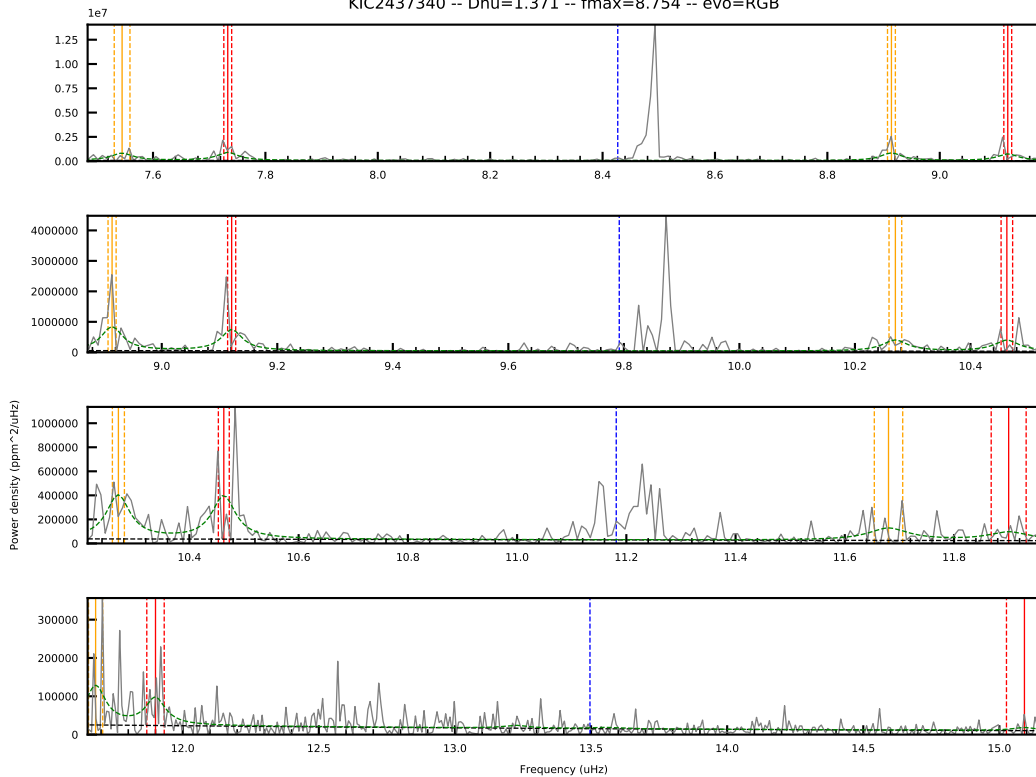 KIC2437340 -- Dnu=1.371 -- fmax=8.754 -- evo=RGB
1e7
1.25
1.00
0.75
0.50
0.25
0.00
7.6 7.8 8.0 8.2 8.4 8.6 8.8 9.0
4000000
3000000
2000000
1000000
0
9.0 9.2 9.4 9.6 9.8 10.0 10.2 10.4
Power density (ppm^2/uHz)
1000000
800000
600000
400000
200000
0
10.4 10.6 10.8 11.0 11.2 11.4 11.6 11.8
300000
200000
100000
0
12.0 12.5 13.0 13.5 14.0 14.5 15.0
Frequency (uHz)